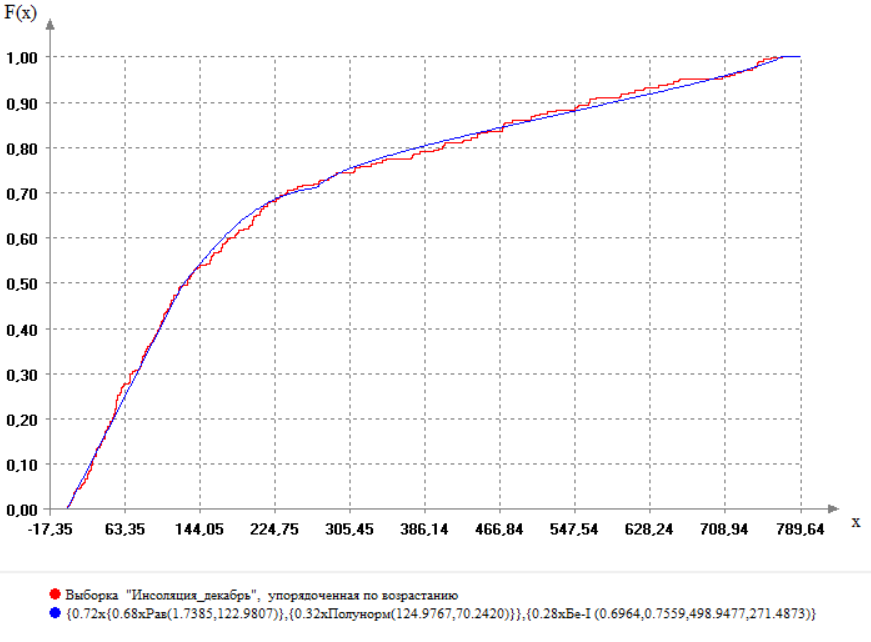 F(x)
1,00
0,90
0,80
0,70
0,60
0,50
0,40
0,30
0,20
0,10
0,00
-17,35 63,35 144,05 224,75 305,45 386,14 466,84 547,54 628,24 708,94 789,64 x
Выборка "Инсоляция_декабрь", упорядоченная по возрастанию
{0.72x{0.68xРав(1.7385,122.9807)},{0.32xПолунорм(124.9767,70.2420)}},{0.28xБе-I (0.6964,0.7559,498.9477,271.4873)}